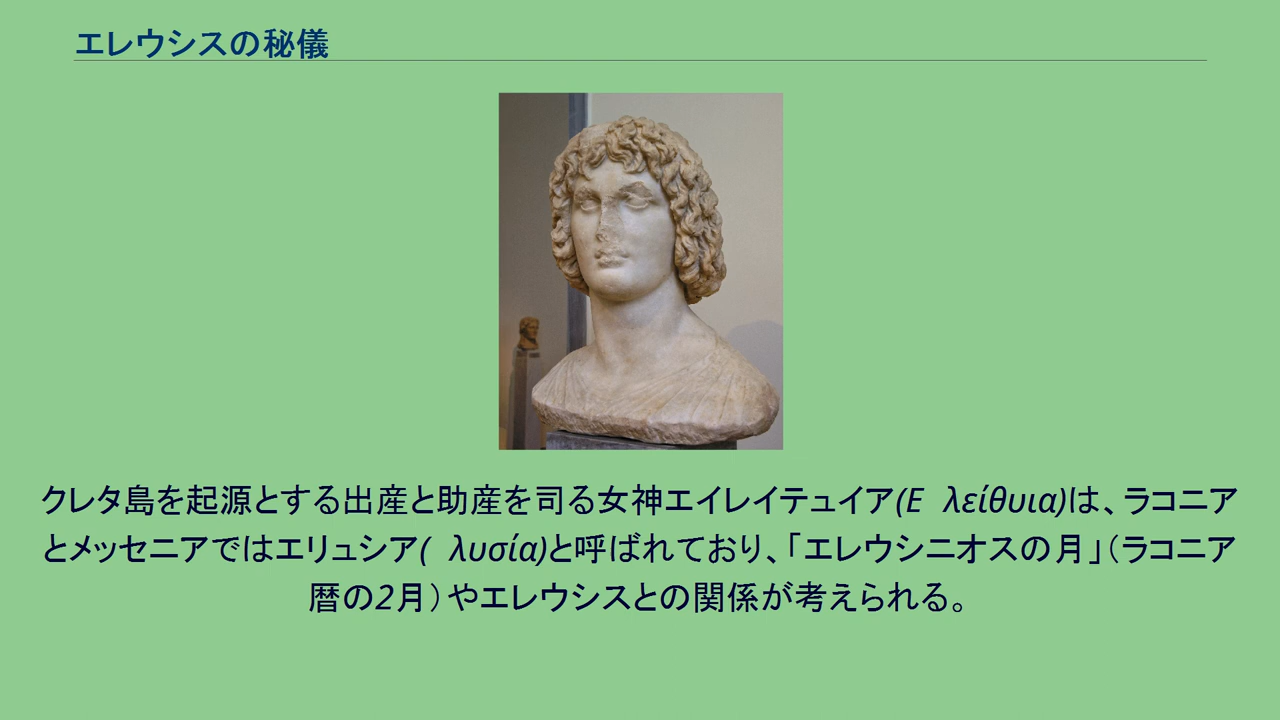 エレウシスの秘儀
クレタ島を起源とする出産と助産を司る女神エイレイテュイア(Ε λείθυια)は、ラコニア
とメッセニアではエリュシア( λυσία)と呼ばれており、「エレウシニオスの月」（ラコニア
暦の2月）やエレウシスとの関係が考えられる。